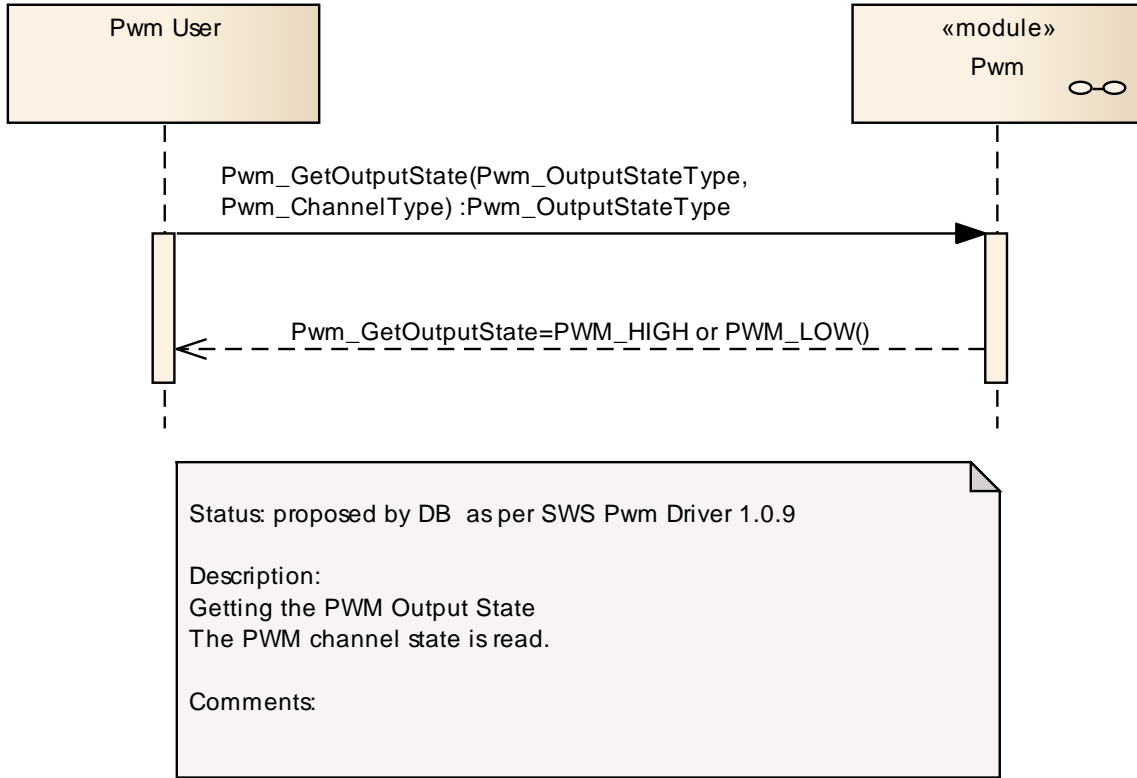 Pwm User
«module»
Pwm
Pwm_GetOutputState(Pwm_OutputStateType,
Pwm_ChannelType) :Pwm_OutputStateType
Pwm_GetOutputState=PWM_HIGH or PWM_LOW()
Status: proposed by DB  as per SWS Pwm Driver 1.0.9
Description:
Getting the PWM Output State
The PWM channel state is read.
Comments: